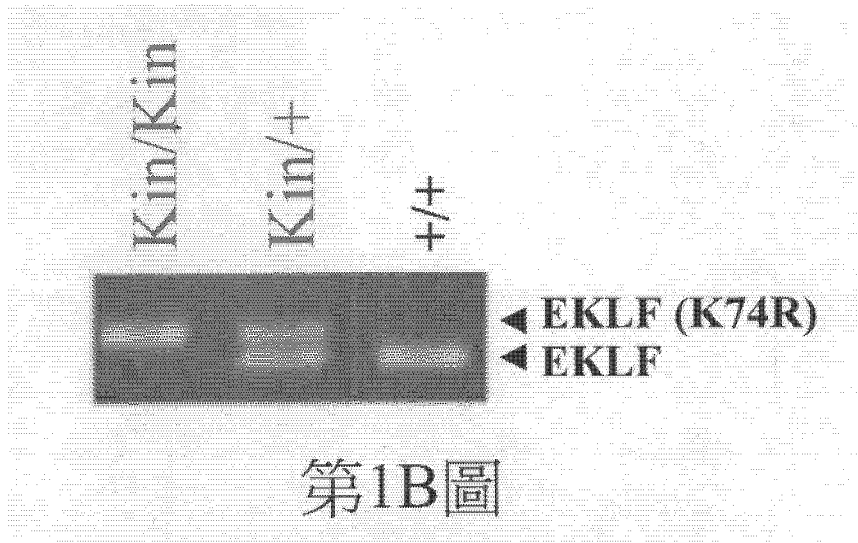 Kin/Kin
Kin/+
+/+
◄ EKLF (K74R)
◄ EKLF
第1B圖